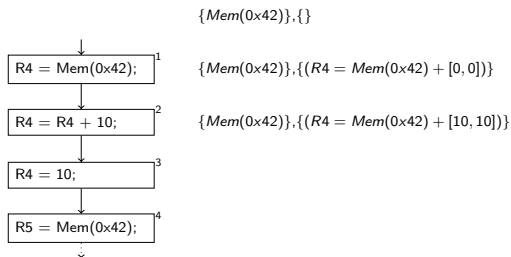 {Mem(0x42)},{}
R4 = Mem(0x42); 1 {Mem(0x42)},{(R4 = Mem(0x42) + [0, 0])}
R4 = R4 + 10; 2 {Mem(0x42)},{(R4 = Mem(0x42) + [10, 10])}
R4 = 10; 3
R5 = Mem(0x42); 4